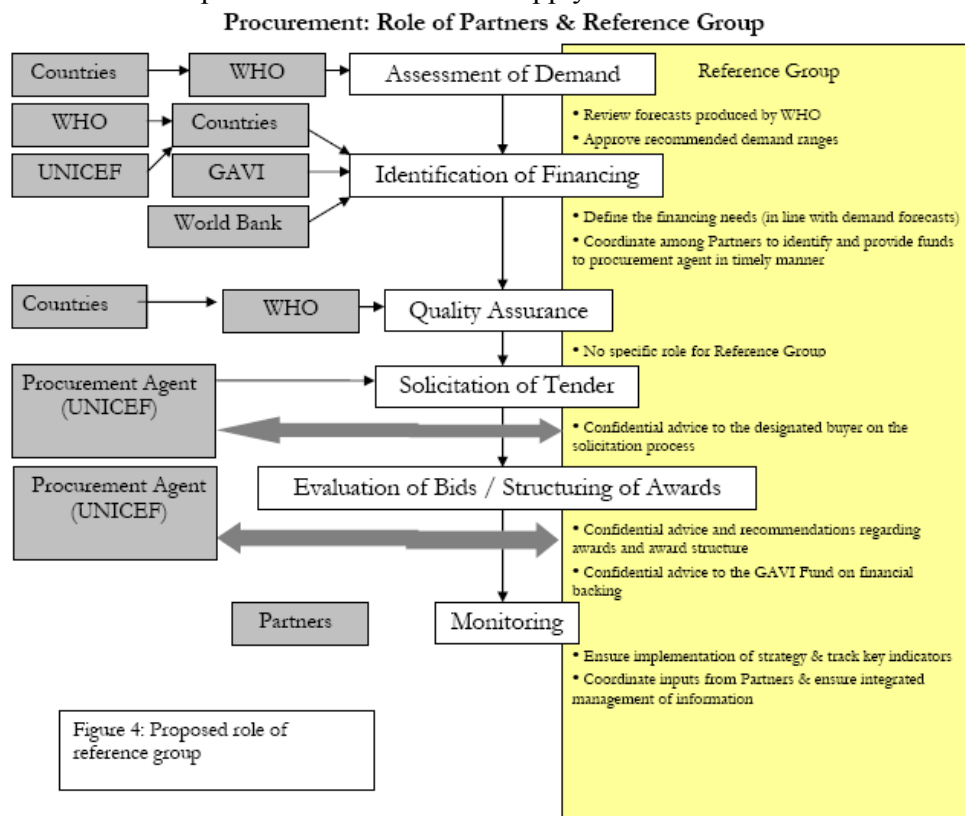 Procurement: Role of Partners & Reference Group
Countries
WHO
Assessment of Demand
Reference Group
WHO
Countries
• Review forecasts produced by WHO
• Approve recommended demand ranges
UNICEF
GAVI
Identification of Financing
World Bank
• Define the financing needs (in line with demand forecasts)
• Coordinate among Partners to identify and provide funds
to procurement agent in timely manner
Countries
WHO
Quality Assurance
• No specific role for Reference Group
Procurement Agent
(UNICEF)
Solicitation of Tender
• Confidential advice to the designated buyer on the
solicitation process
Procurement Agent
(UNICEF)
Evaluation of Bids / Structuring of Awards
• Confidential advice and recommendations regarding
awards and award structure
• Confidential advice to the GAVI Fund on financial
backing
Partners
Monitoring
• Ensure implementation of strategy & track key indicators
• Coordinate inputs from Partners & ensure integrated
management of information
Figure 4: Proposed role of
reference group